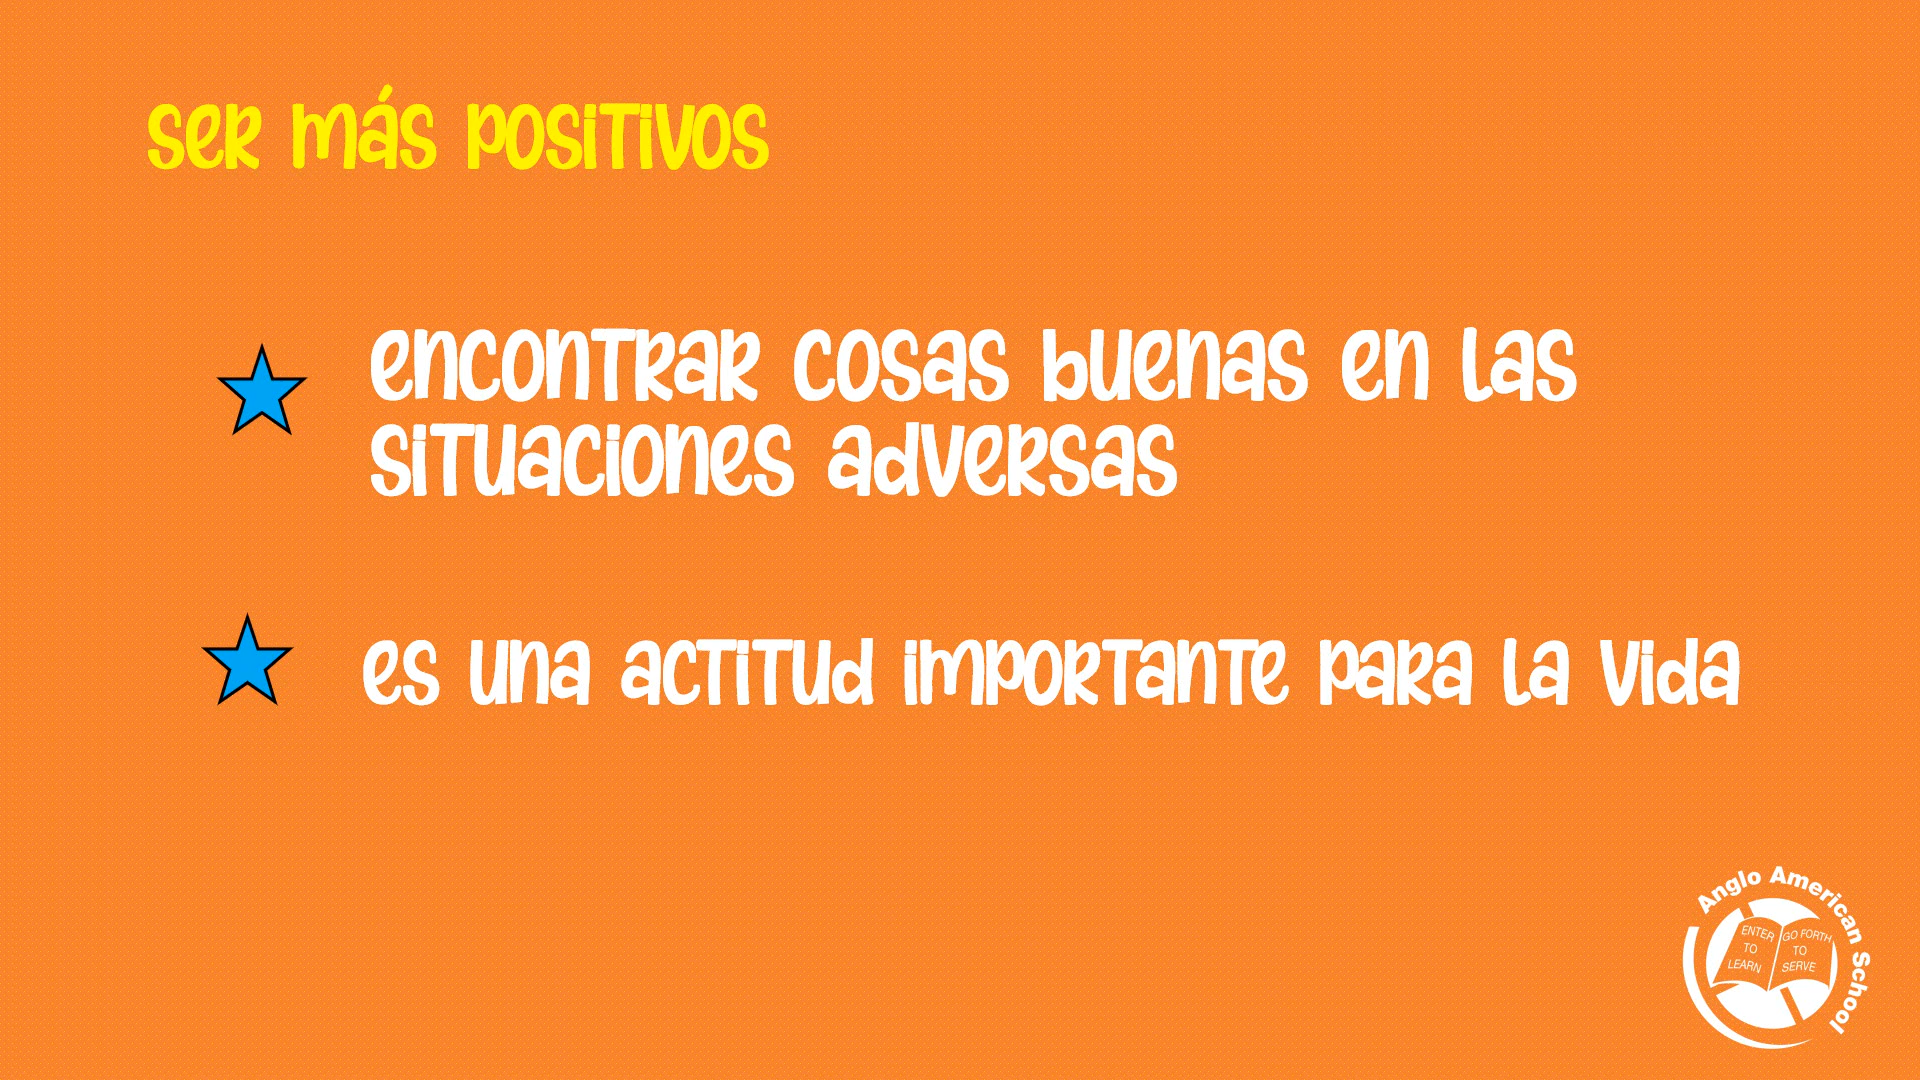 ser más positivos
encontrar cosas buenas en las
situaciones adversas
es una actitud importante para la vida
Anglo American School
ENTER
TO
LEARN
GO FORTH
TO
SERVE